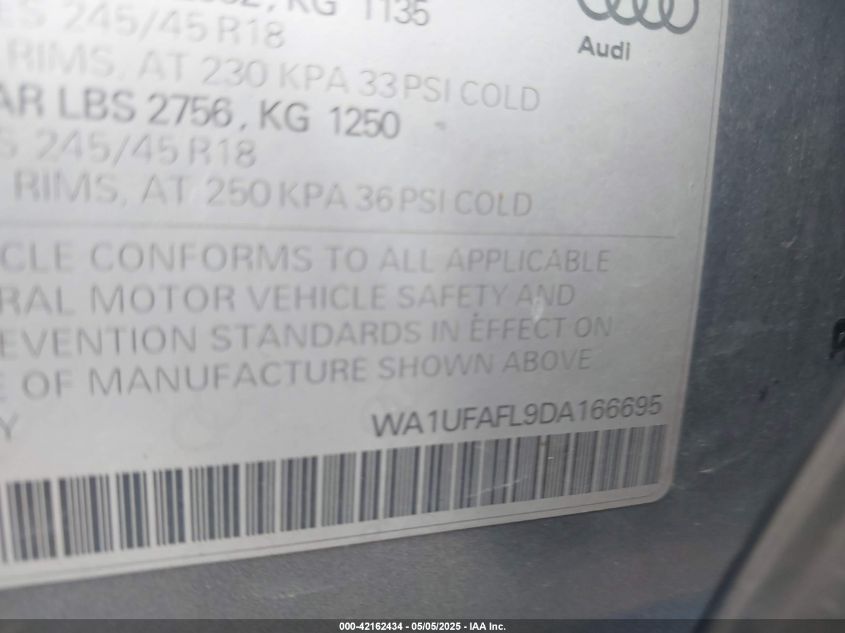 KG 1135
245/45 R18
RIMS, AT 230 KPA 33 PSI COLD
Audi
AR LBS 2756, KG 1250
S 245/45 R18
RIMS, AT 250 KPA 36 PSI COLD
CLE CONFORMS TO ALL APPLICABLE
RAL MOTOR VEHICLE SAFETY AND
EVENTION STANDARDS IN EFFECT ON
E OF MANUFACTURE SHOWN ABOVE
Y
WA1UFAFL9DA166695
000-42162434 - 05/05/2025 - IAA Inc.